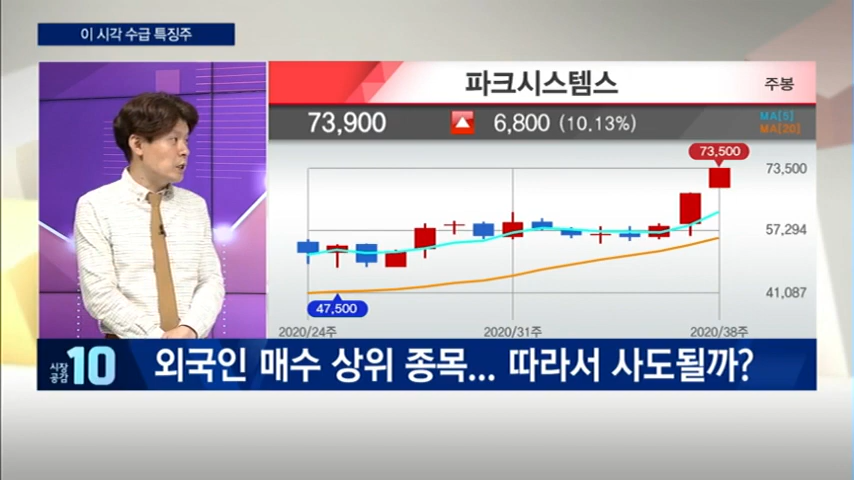 이 시각 수급 특징주
파크시스템스
주봉
73,900 6,800 (10.13%)
MA[5]
MA[20]
73,500
73,500
57,294
41,087
47,500
2020/24주 2020/31주 2020/38주
시장공감 10 외국인 매수 상위 종목... 따라서 사도될까?